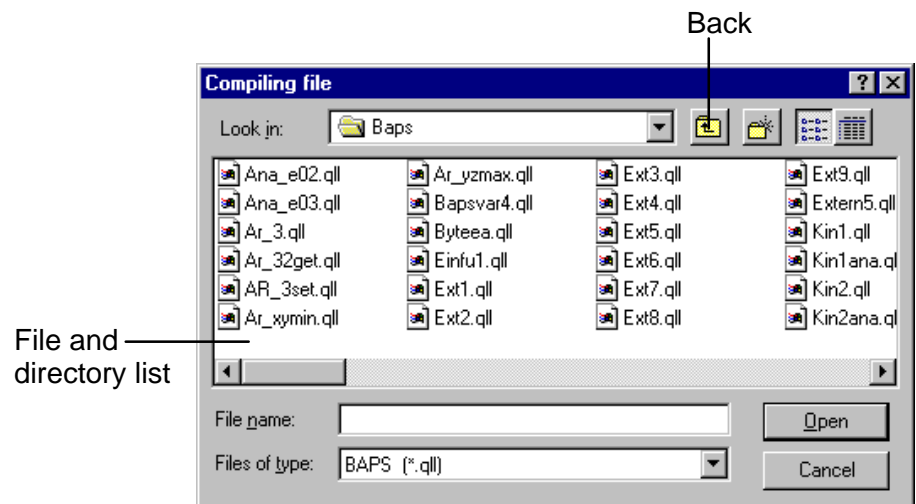 Back
Compiling file
Look in: Baps
Ana_e02.qll Ar_yzmax.qll Ext3.qll Ext9.qll
Ana_e03.qll Bapsvar4.qll Ext4.qll Extern5.qll
Ar_3.qll Byteea.qll Ext5.qll Kin1.qll
Ar_32get.qll Einfu1.qll Ext6.qll Kin1ana.ql
AR_3set.qll Ext1.qll Ext7.qll Kin2.qll
Ar_xymin.qll Ext2.qll Ext8.qll Kin2ana.ql
File and
directory list
File name: Open
Files of type: BAPS (*.qll) Cancel